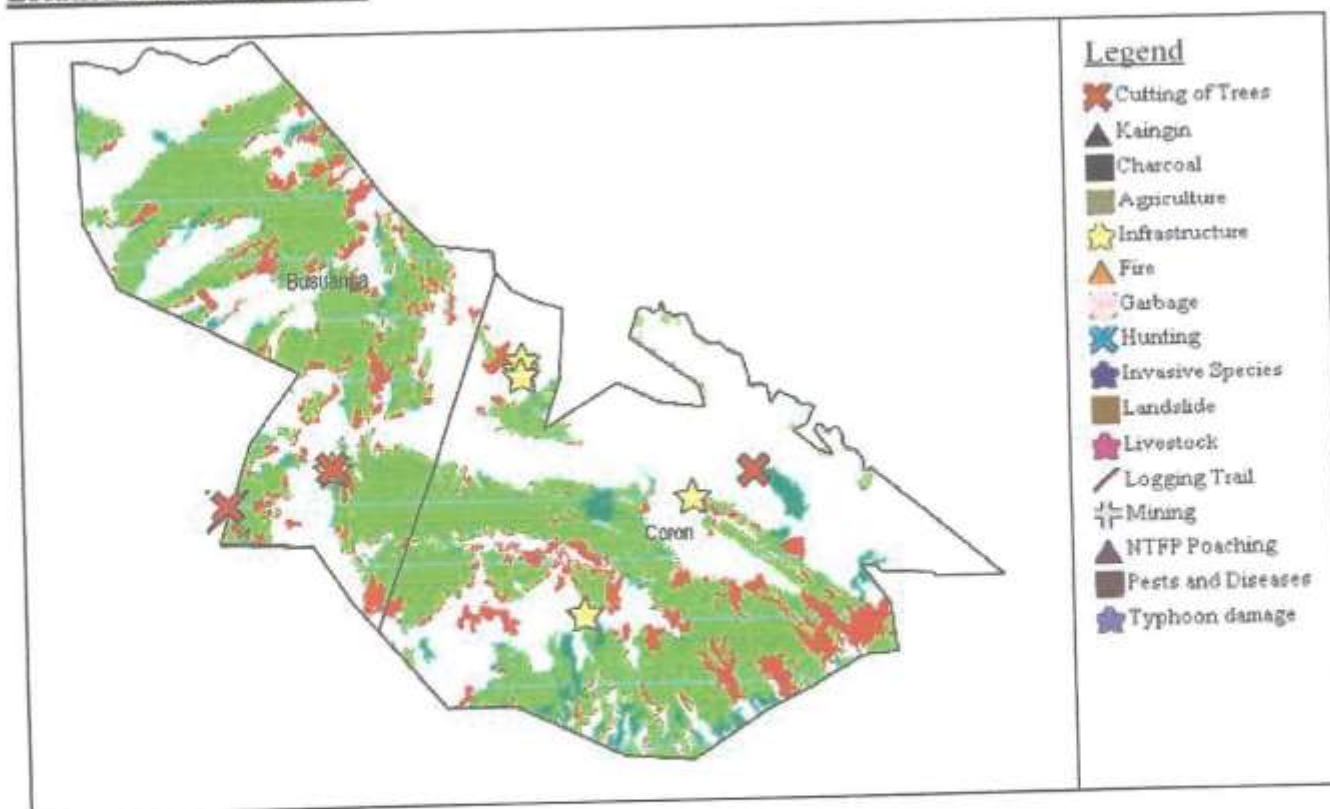 Busuanga
Coron
Legend
Cutting of Trees
Kaingin
Charcoal
Agriculture
Infrastructure
Fire
Garbage
Hunting
Invasive Species
Landslide
Livestock
Logging Trail
Mining
NTFP Poaching
Pests and Diseases
Typhoon damage